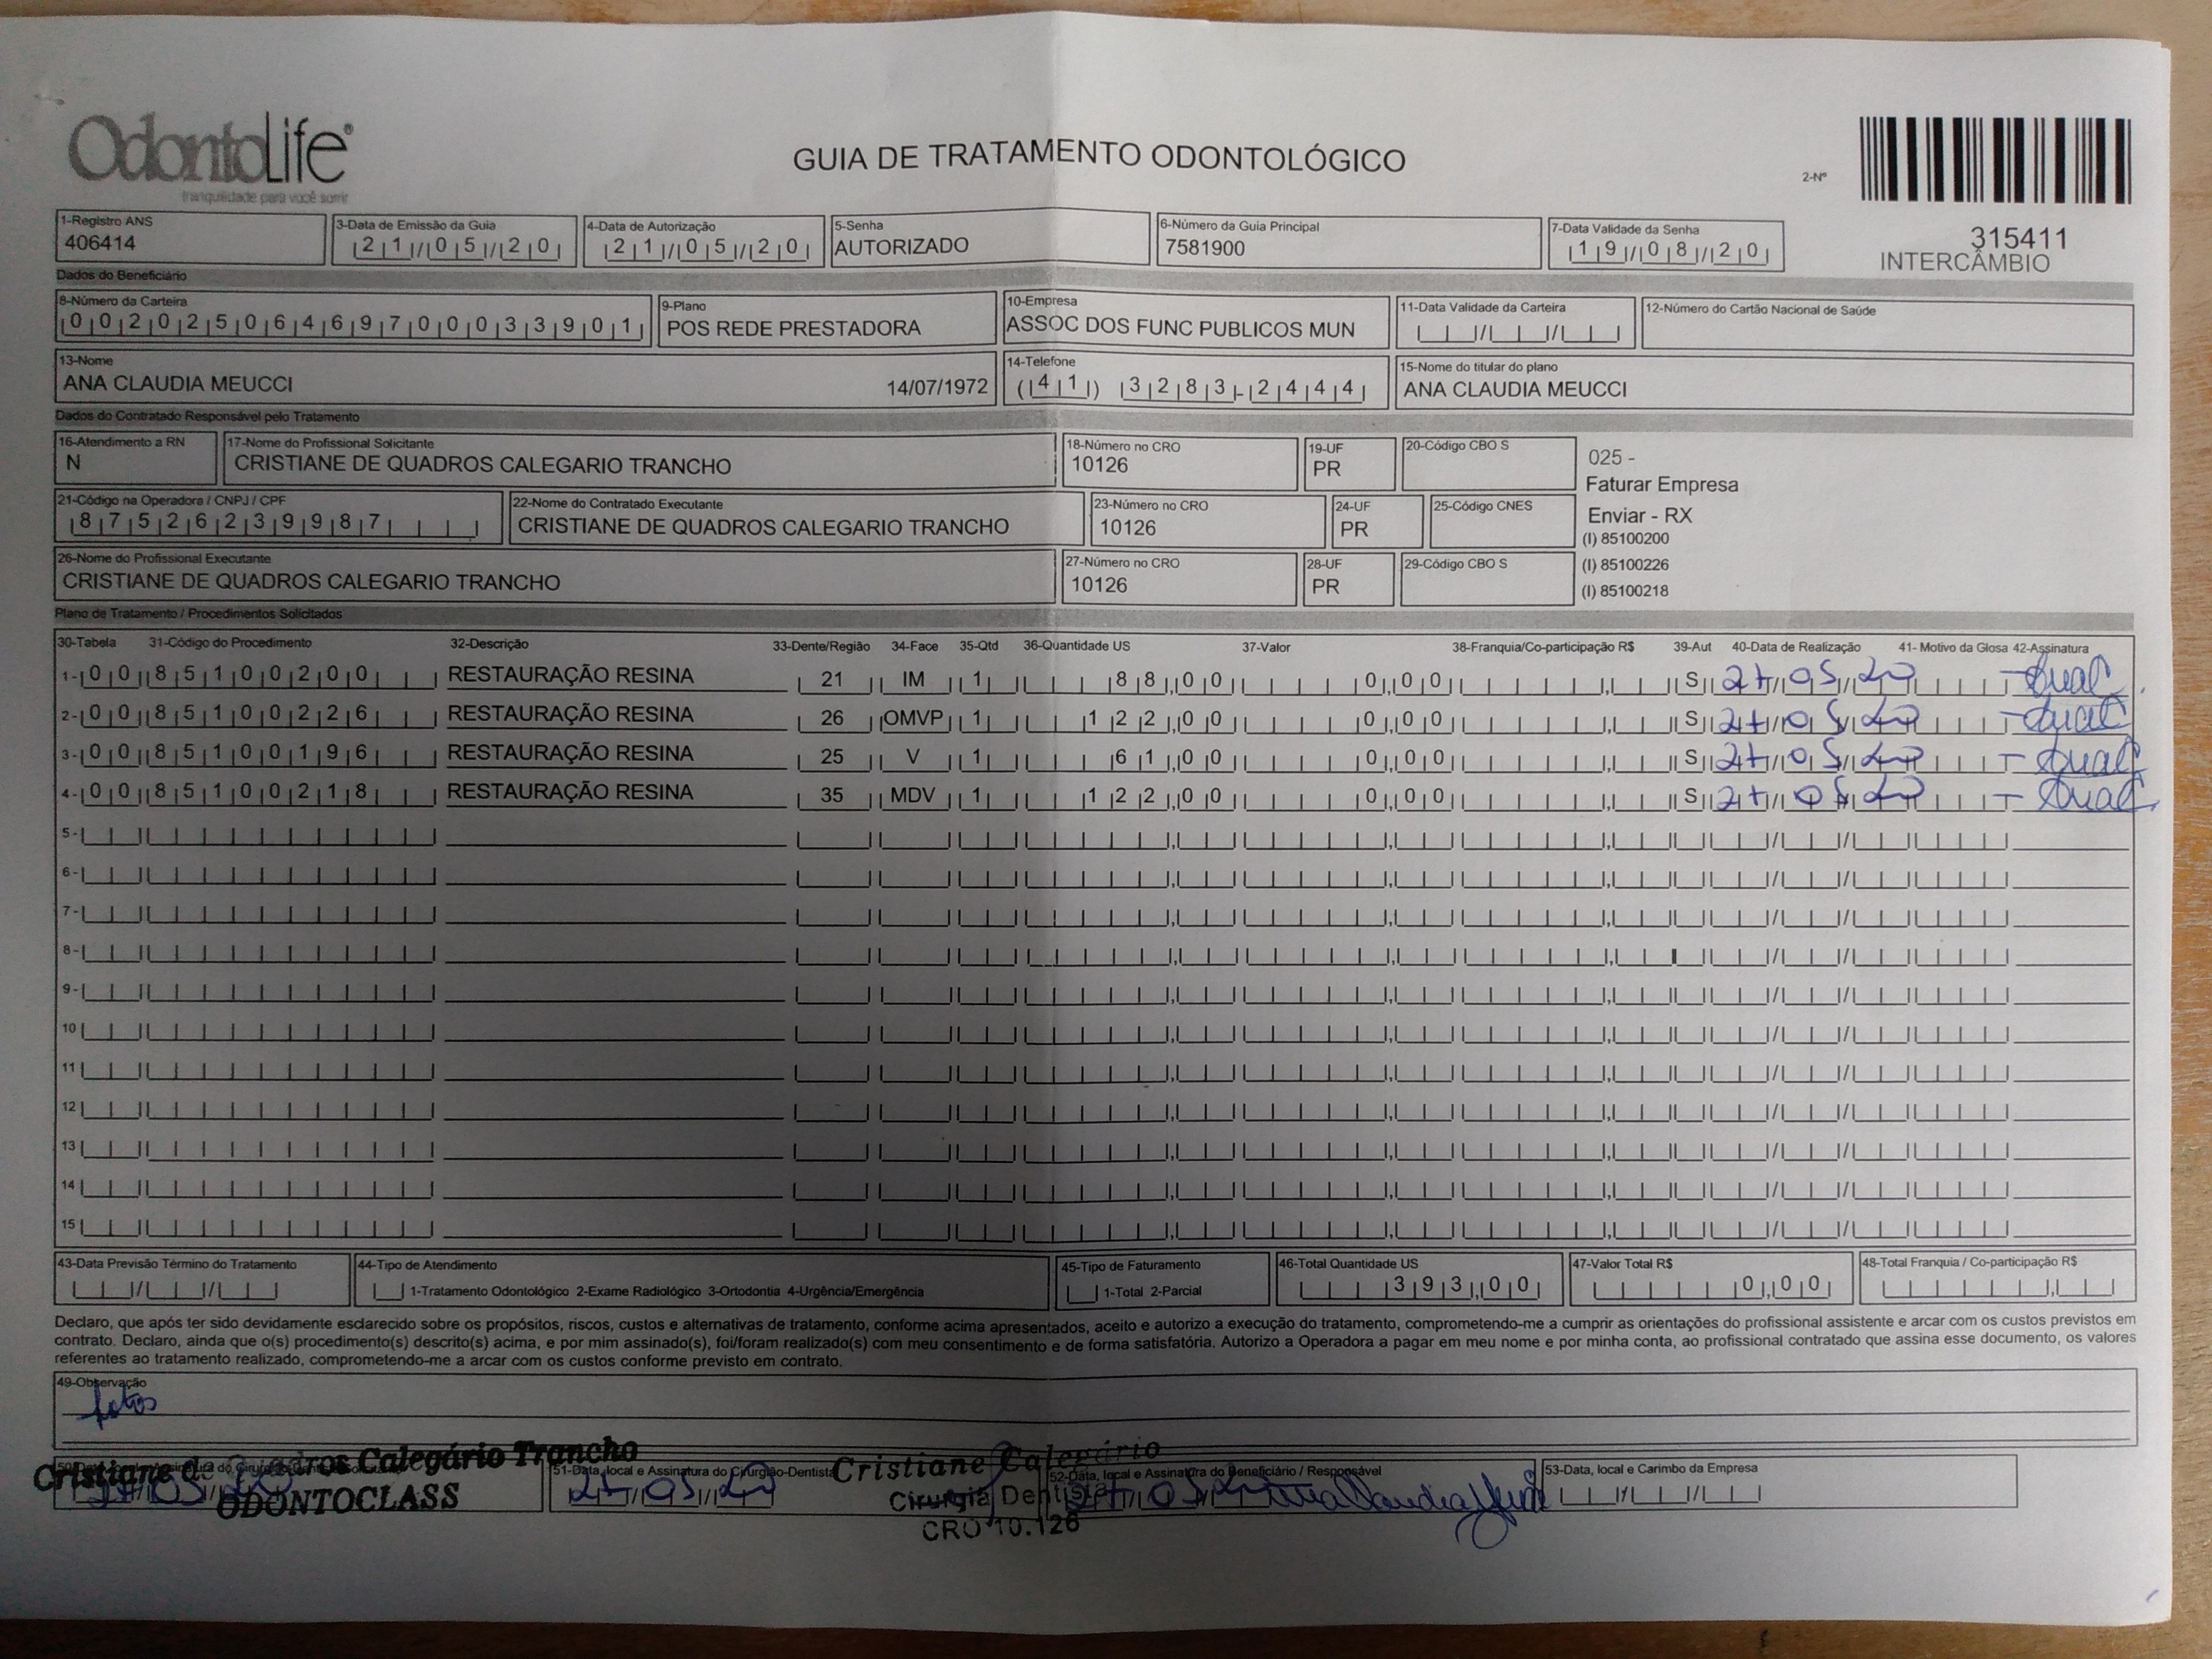 OdontoLife®
tranquilidade para você sorrir
GUIA DE TRATAMENTO ODONTOLÓGICO
2-Nº
315411
INTERCÂMBIO
1-Registro ANS
406414
3-Data de Emissão da Guia
21/05/20
4-Data de Autorização
21/05/20
5-Senha
AUTORIZADO
6-Número da Guia Principal
7581900
7-Data Validade da Senha
19/08/20
Dados do Beneficiário
8-Número da Carteira
00202506469700033901
9-Plano
POS REDE PRESTADORA
10-Empresa
ASSOC DOS FUNC PUBLICOS MUN
11-Data Validade da Carteira
12-Número do Cartão Nacional de Saúde
13-Nome
ANA CLAUDIA MEUCCI 14/07/1972
14-Telefone
(41) 3283-2444
15-Nome do titular do plano
ANA CLAUDIA MEUCCI
Dados do Contratado Responsável pelo Tratamento
16-Atendimento a RN
N
17-Nome do Profissional Solicitante
CRISTIANE DE QUADROS CALEGARIO TRANCHO
18-Número no CRO
10126
19-UF
PR
20-Código CBO S
025 -
Faturar Empresa
Enviar - RX
(I) 85100200
(I) 85100226
(I) 85100218
21-Código na Operadora / CNPJ / CPF
87526239987
22-Nome do Contratado Executante
CRISTIANE DE QUADROS CALEGARIO TRANCHO
23-Número no CRO
10126
24-UF
PR
25-Código CNES
26-Nome do Profissional Executante
CRISTIANE DE QUADROS CALEGARIO TRANCHO
27-Número no CRO
10126
28-UF
PR
29-Código CBO S
Plano de Tratamento / Procedimentos Solicitados
30-Tabela 31-Código do Procedimento 32-Descrição 33-Dente/Região 34-Face 35-Qtd 36-Quantidade US 37-Valor 38-Franquia/Co-participação R$ 39-Aut 40-Data de Realização 41- Motivo da Glosa 42-Assinatura
1- 00 85100200 RESTAURAÇÃO RESINA 21 IM 1 88,00 0,00 S 27/05/20
2- 00 85100226 RESTAURAÇÃO RESINA 26 OMVP 1 122,00 0,00 S 27/05/20
3- 00 85100196 RESTAURAÇÃO RESINA 25 V 1 61,00 0,00 S 27/05/20
4- 00 85100218 RESTAURAÇÃO RESINA 35 MDV 1 122,00 0,00 S 27/05/20
5-
6-
7-
8-
9-
10
11
12
13
14
15
43-Data Previsão Término do Tratamento
44-Tipo de Atendimento
1-Tratamento Odontológico 2-Exame Radiológico 3-Ortodontia 4-Urgência/Emergência
45-Tipo de Faturamento
1-Total 2-Parcial
46-Total Quantidade US
393,00
47-Valor Total R$
0,00
48-Total Franquia / Co-participação R$
Declaro, que após ter sido devidamente esclarecido sobre os propósitos, riscos, custos e alternativas de tratamento, conforme acima apresentados, aceito e autorizo a execução do tratamento, comprometendo-me a cumprir as orientações do profissional assistente e arcar com os custos previstos em
contrato. Declaro, ainda que o(s) procedimento(s) descrito(s) acima, e por mim assinado(s), foi/foram realizado(s) com meu consentimento e de forma satisfatória. Autorizo a Operadora a pagar em meu nome e por minha conta, ao profissional contratado que assina esse documento, os valores
referentes ao tratamento realizado, comprometendo-me a arcar com os custos conforme previsto em contrato.
49-Observação
fotos
Cristiane de Quadros Calegário Trancho
ODONTOCLASS
27/05/20
51-Data, local e Assinatura do Cirurgião-Dentista
27/05/20
Cristiane Calegário
Cirurgiã Dentista
CRO 10.126
52-Data, local e Assinatura do Beneficiário / Responsável
27/05/20 Ana Claudia Meucci
53-Data, local e Carimbo da Empresa